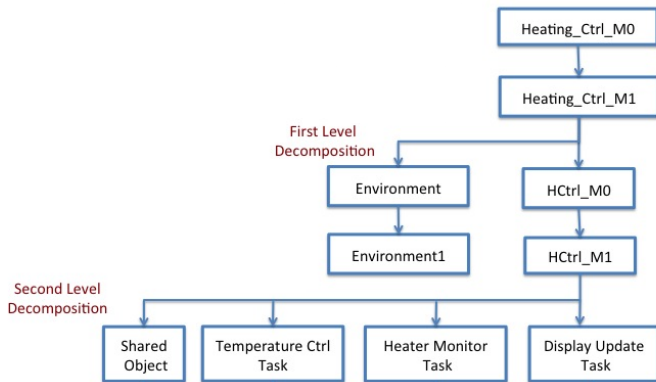 Heating_Ctrl_M0
Heating_Ctrl_M1
First Level
Decomposition
Environment
HCtrl_M0
Environment1
HCtrl_M1
Second Level
Decomposition
Shared
Object
Temperature Ctrl
Task
Heater Monitor
Task
Display Update
Task